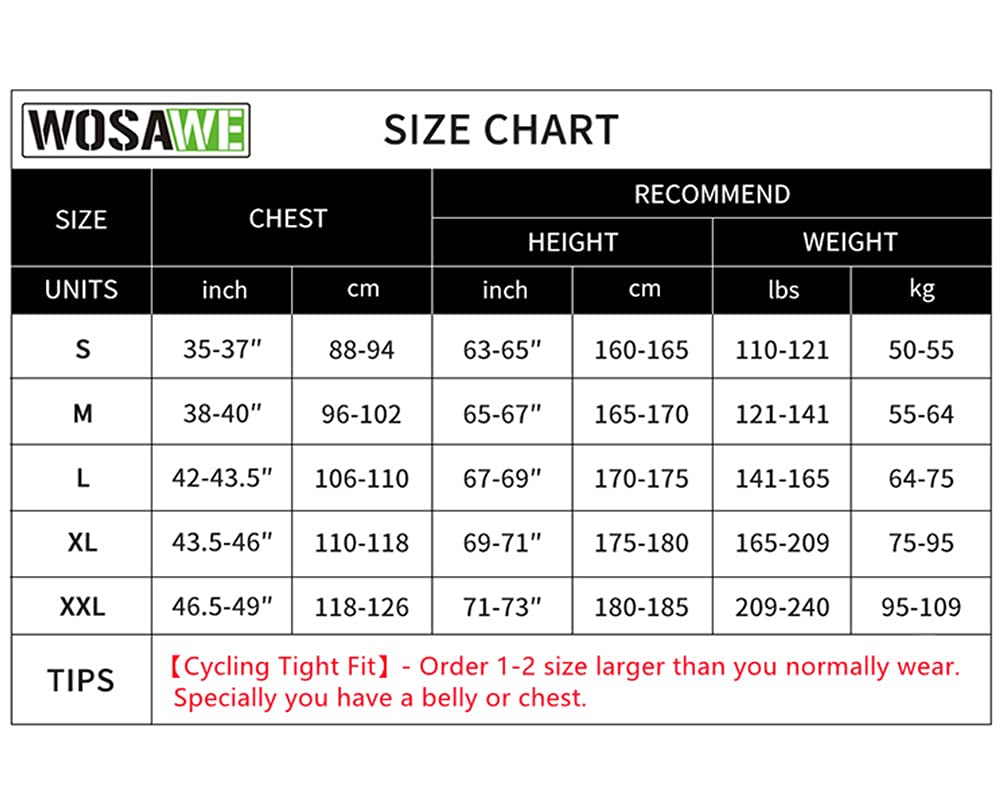 WOSAWE SIZE CHART
SIZE CHEST RECOMMEND
HEIGHT WEIGHT
UNITS inch cm inch cm lbs kg
S 35-37" 88-94 63-65" 160-165 110-121 50-55
M 38-40" 96-102 65-67" 165-170 121-141 55-64
L 42-43.5" 106-110 67-69" 170-175 141-165 64-75
XL 43.5-46" 110-118 69-71" 175-180 165-209 75-95
XXL 46.5-49" 118-126 71-73" 180-185 209-240 95-109
TIPS 【Cycling Tight Fit】 - Order 1-2 size larger than you normally wear.
Specially you have a belly or chest.